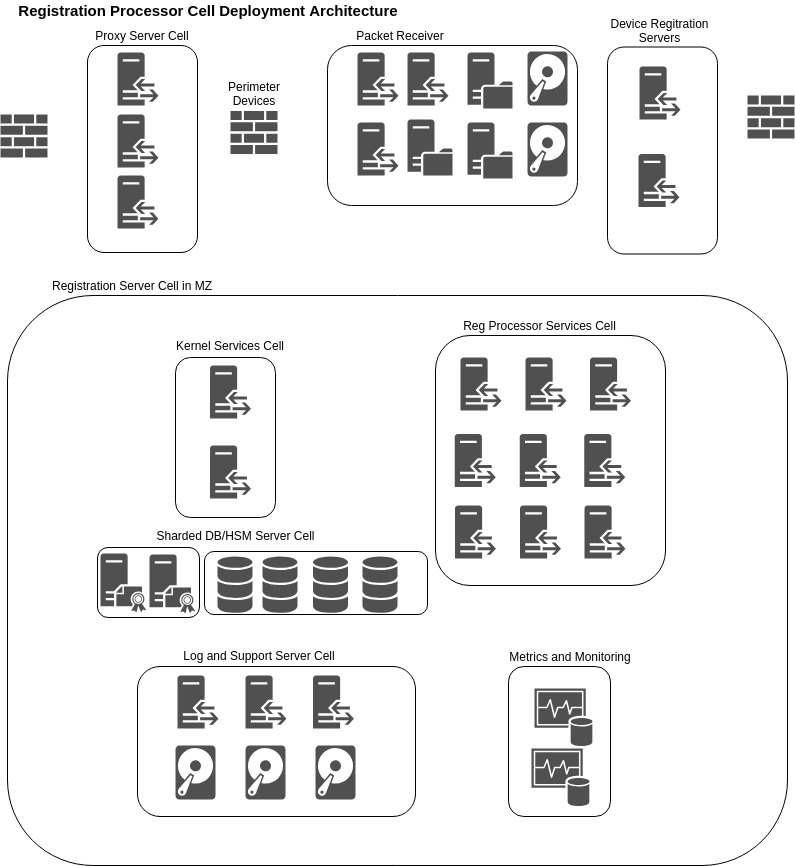 Registration Processor Cell Deployment Architecture
Proxy Server Cell
Perimeter
Devices
Packet Receiver
Device Regitration
Servers
Registration Server Cell in MZ
Kernel Services Cell
Reg Processor Services Cell
Sharded DB/HSM Server Cell
Log and Support Server Cell
Metrics and Monitoring